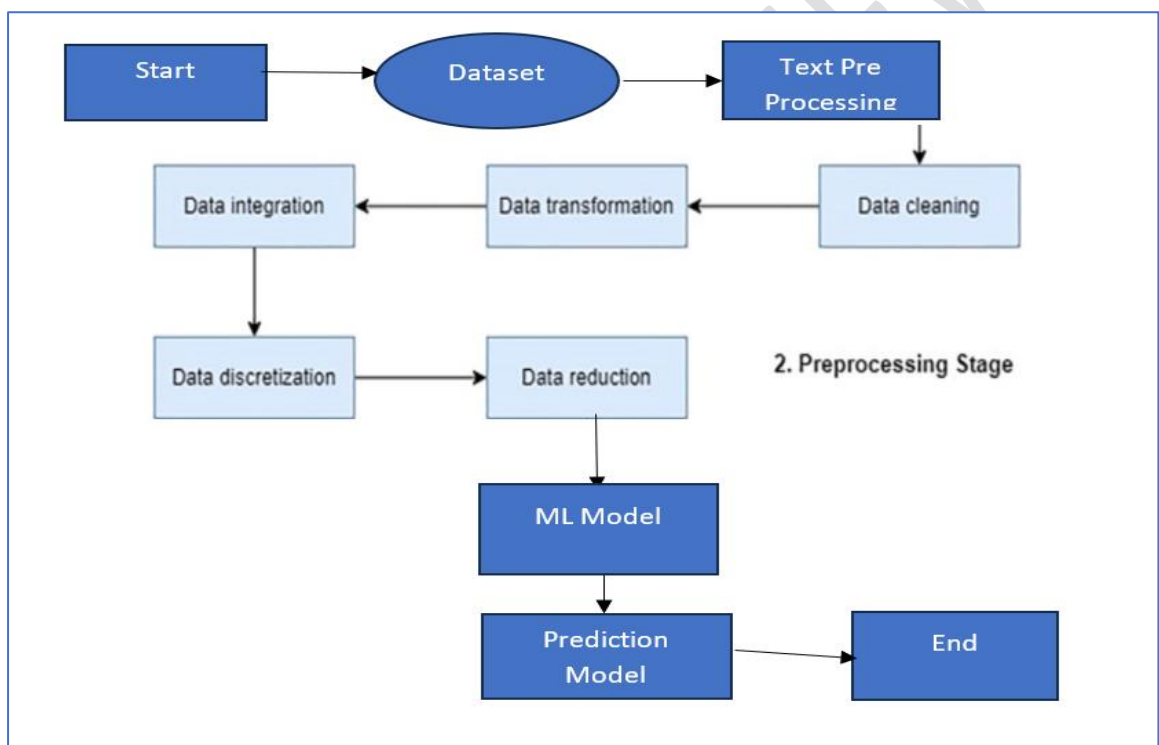 Start
Dataset
Text Pre
Processing
Data integration
Data transformation
Data cleaning
Data discretization
Data reduction
2. Preprocessing Stage
ML Model
Prediction
Model
End